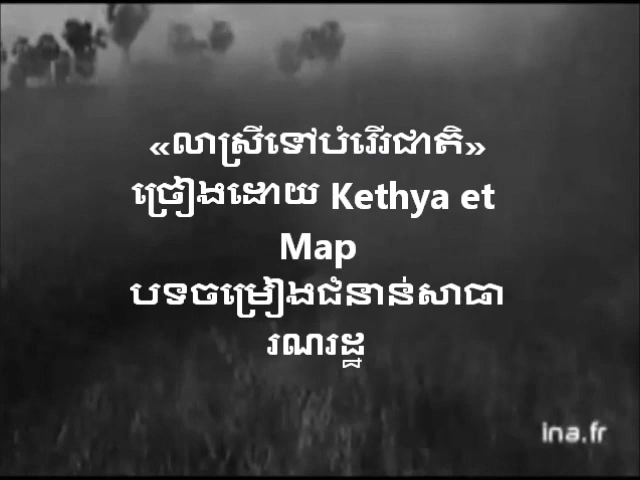 «លាស្រីទៅបំរើរជាតិ»
ច្រៀងដោយ Kethya et
Map
បទចម្រៀងជំនាន់សាធា
រណរដ្ឋ
ina.fr